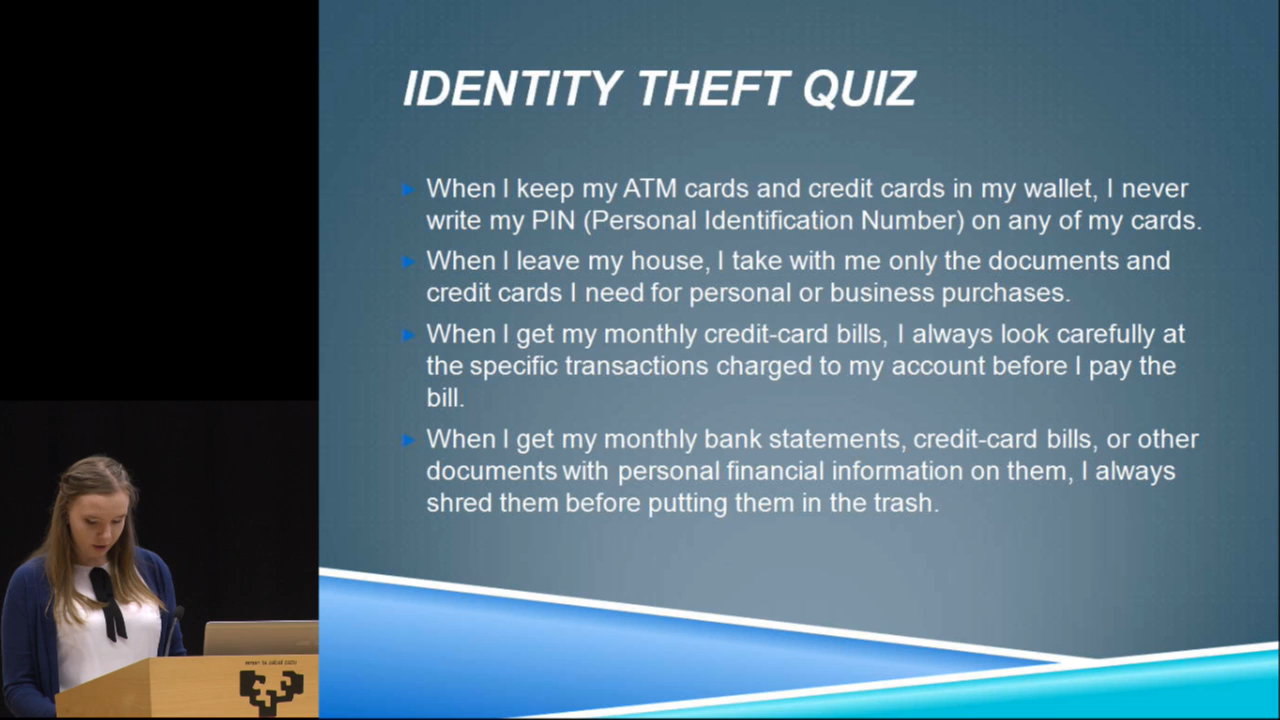 IDENTITY THEFT QUIZ
When I keep my ATM cards and credit cards in my wallet, I never
write my PIN (Personal Identification Number) on any of my cards.
When I leave my house, I take with me only the documents and
credit cards I need for personal or business purchases.
When I get my monthly credit-card bills, I always look carefully at
the specific transactions charged to my account before I pay the
bill.
When I get my monthly bank statements, credit-card bills, or other
documents with personal financial information on them, I always
shred them before putting them in the trash.